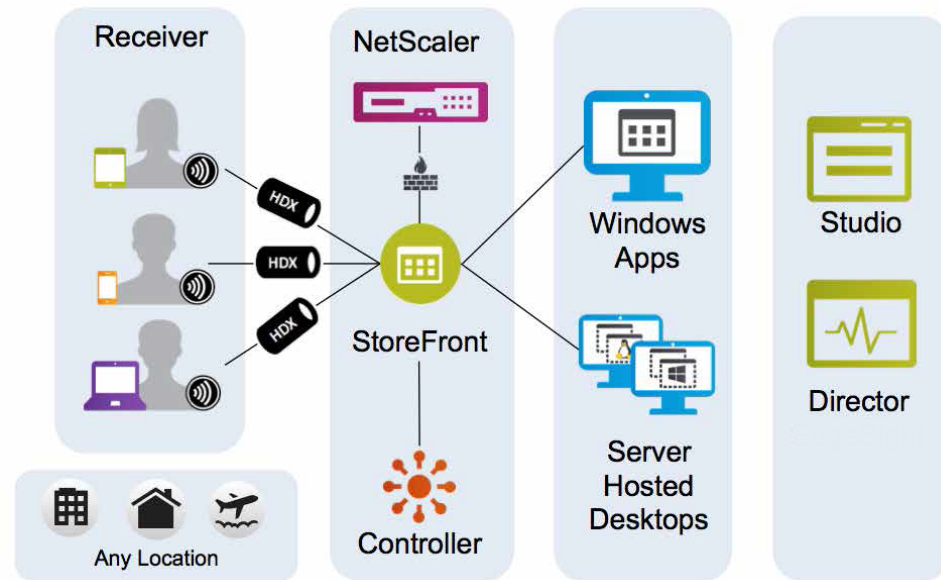 Receiver
HDX
HDX
HDX
Any Location
NetScaler
StoreFront
Controller
Windows
Apps
Server
Hosted
Desktops
Studio
Director